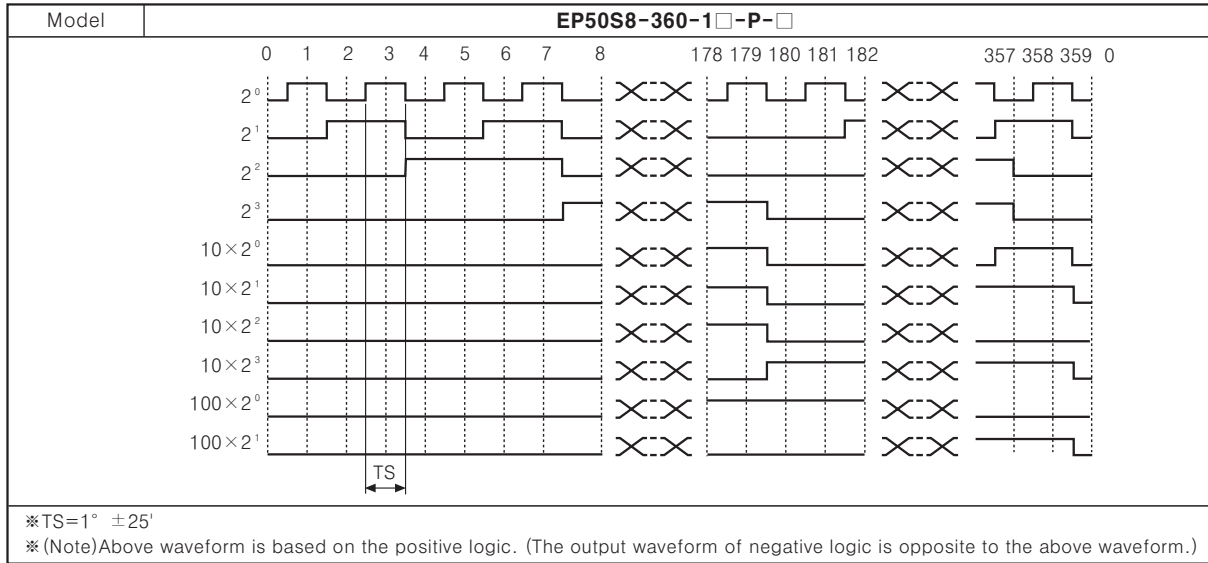 Model EP50S8-360-1□-P-□
0 1 2 3 4 5 6 7 8 178 179 180 181 182 357 358 359 0
2⁰
2¹
2²
2³
10×2⁰
10×2¹
10×2²
10×2³
100×2⁰
100×2¹
TS
※TS=1° ±25'
※(Note)Above waveform is based on the positive logic. (The output waveform of negative logic is opposite to the above waveform.)